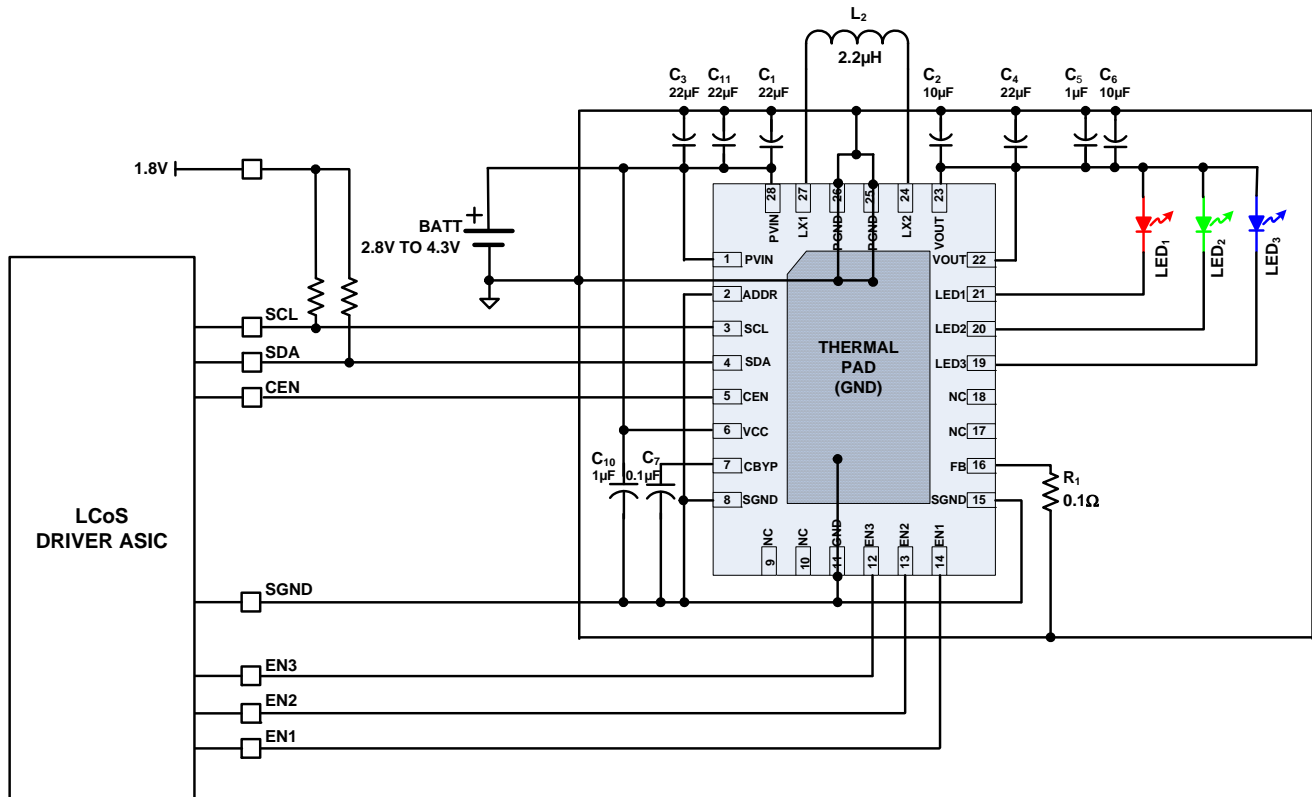 L2
2.2µH
C3
22µF
C11
22µF
C1
22µF
C2
10µF
C4
22µF
C5
1µF
C6
10µF
1.8V
BATT
2.8V TO 4.3V
+
28
PVIN
27
LX1
26
PGND
25
PGND
24
LX2
23
VOUT
LED1
LED2
LED3
1 PVIN
2 ADDR
3 SCL
4 SDA
5 CEN
6 VCC
7 CBYP
8 SGND
VOUT 22
LED1 21
LED2 20
LED3 19
NC 18
NC 17
FB 16
SGND 15
THERMAL
PAD
(GND)
NC
9
NC
10
GND
11
EN3
12
EN2
13
EN1
14
R1
0.1Ω
C10
1µF
C7
0.1µF
LCoS
DRIVER ASIC
SCL
SDA
CEN
SGND
EN3
EN2
EN1